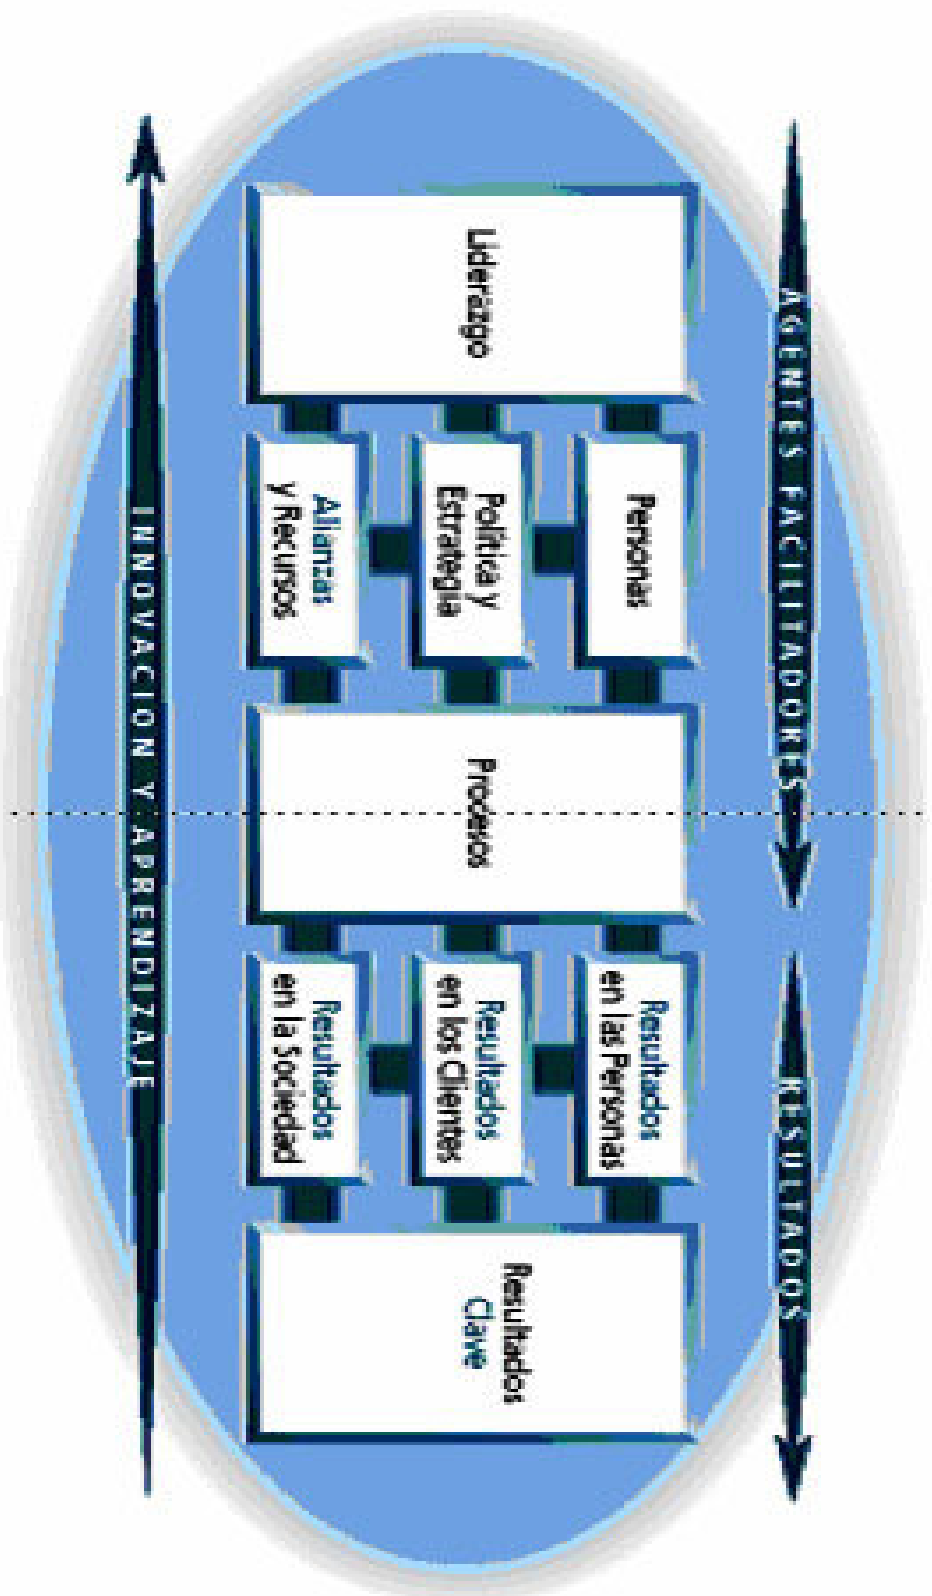 AGENTES FACILITADORES
RESULTADOS
Liderazgo
Personas
Política y
Estrategia
Alianzas
y Recursos
Procesos
Resultados
en las Personas
Resultados
en los Clientes
Resultados
en la Sociedad
Resultados
Clave
INNOVACION Y APRENDIZAJE